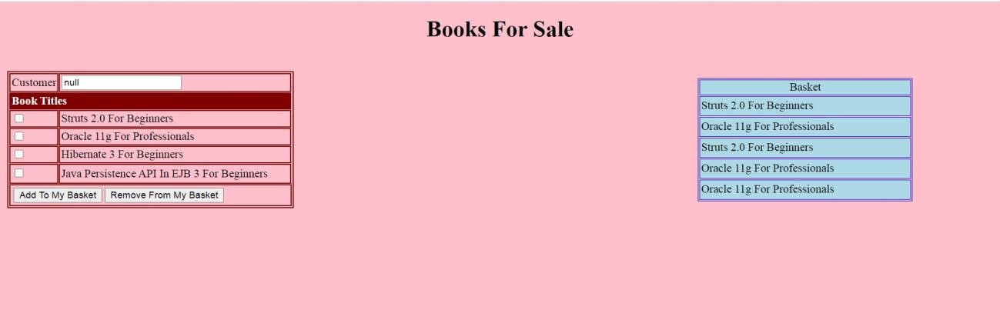 Books For Sale
Customer null
Book Titles
Struts 2.0 For Beginners
Oracle 11g For Professionals
Hibernate 3 For Beginners
Java Persistence API In EJB 3 For Beginners
Add To My Basket Remove From My Basket
Basket
Struts 2.0 For Beginners
Oracle 11g For Professionals
Struts 2.0 For Beginners
Oracle 11g For Professionals
Oracle 11g For Professionals